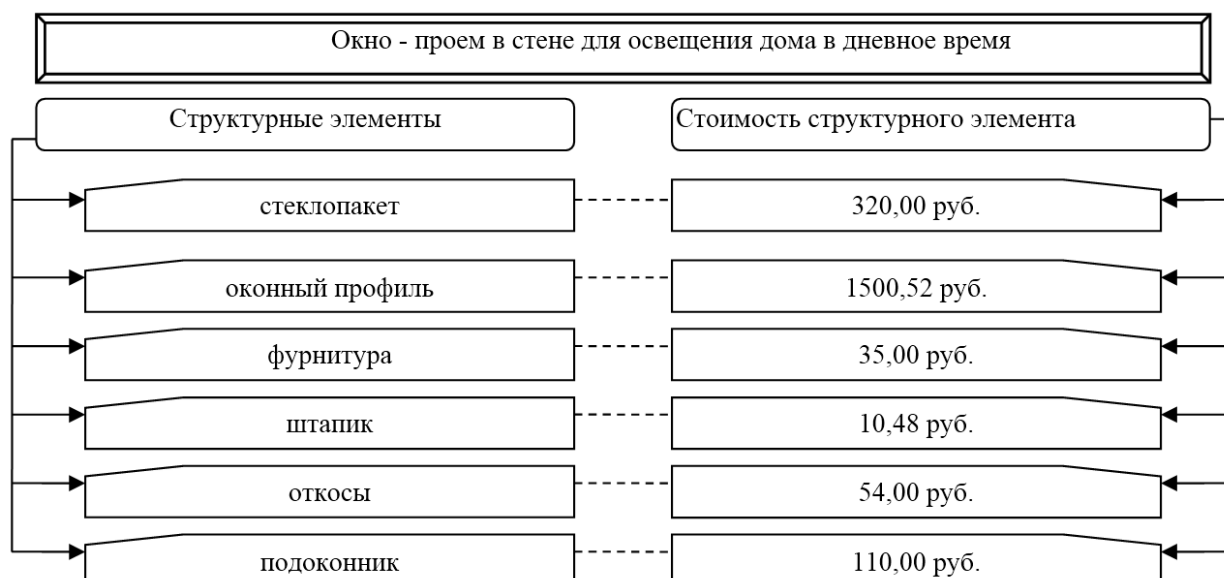 Окно - проем в стене для освещения дома в дневное время
Структурные элементы
Стоимость структурного элемента
стеклопакет
320,00 руб.
оконный профиль
1500,52 руб.
фурнитура
35,00 руб.
штапик
10,48 руб.
откосы
54,00 руб.
подоконник
110,00 руб.